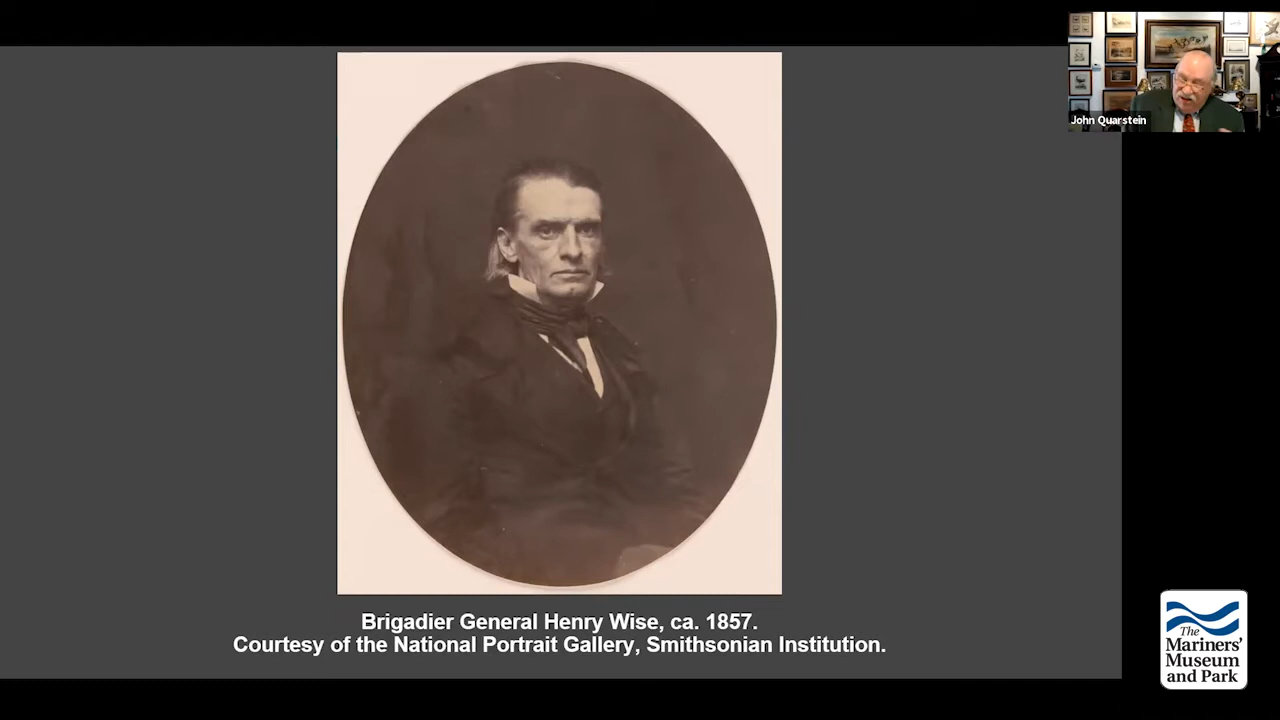 John Quarstein
Brigadier General Henry Wise, ca. 1857.
Courtesy of the National Portrait Gallery, Smithsonian Institution.
The
Mariners'
Museum
and Park